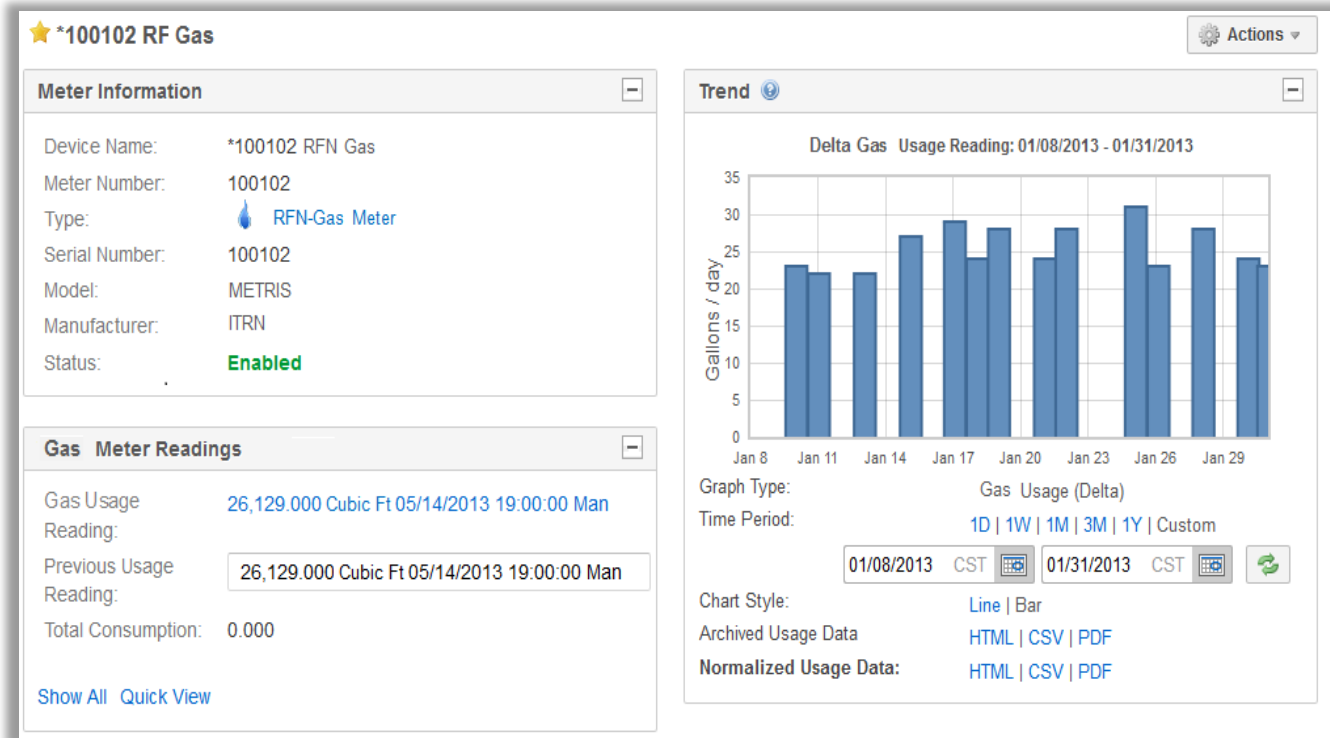 *100102 RF Gas
Actions
Meter Information
Device Name: *100102 RFN Gas
Meter Number: 100102
Type: RFN-Gas Meter
Serial Number: 100102
Model: METRIS
Manufacturer: ITRN
Status: Enabled
Gas Meter Readings
Gas Usage Reading: 26,129.000 Cubic Ft 05/14/2013 19:00:00 Man
Previous Usage Reading: 26,129.000 Cubic Ft 05/14/2013 19:00:00 Man
Total Consumption: 0.000
Show All Quick View
Trend
Delta Gas Usage Reading: 01/08/2013 - 01/31/2013
Gallons / day
35
30
25
20
15
10
5
0
Jan 8 Jan 11 Jan 14 Jan 17 Jan 20 Jan 23 Jan 26 Jan 29
Graph Type: Gas Usage (Delta)
Time Period: 1D | 1W | 1M | 3M | 1Y | Custom
01/08/2013 CST 01/31/2013 CST
Chart Style: Line | Bar
Archived Usage Data HTML | CSV | PDF
Normalized Usage Data: HTML | CSV | PDF